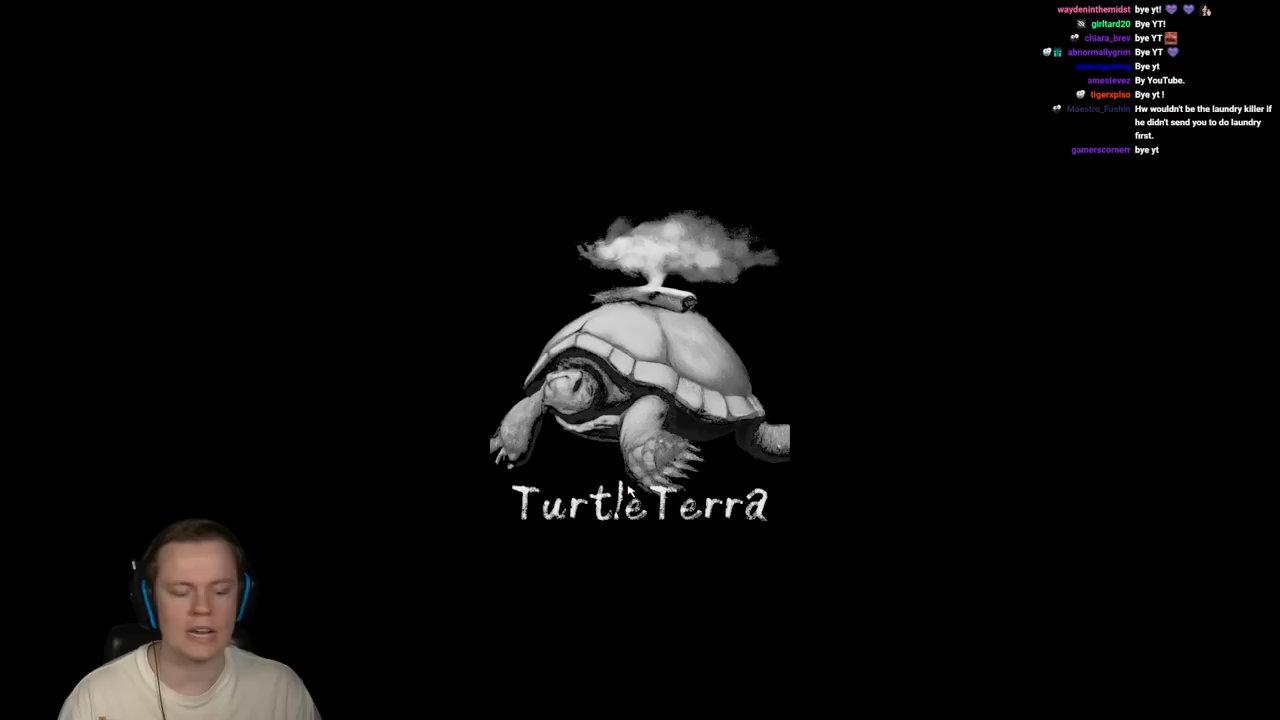 waydeninthemidst bye yt!
girltard20 Bye YT!
chiara_brev bye YT
abnormallygrim Bye YT
Bye yt
amestevez By YouTube.
tigerxplso Bye yt !
Maestro_Fushin Hw wouldn't be the laundry killer if
he didn't send you to do laundry
first.
gamerscornerr bye yt
TurtleTerra